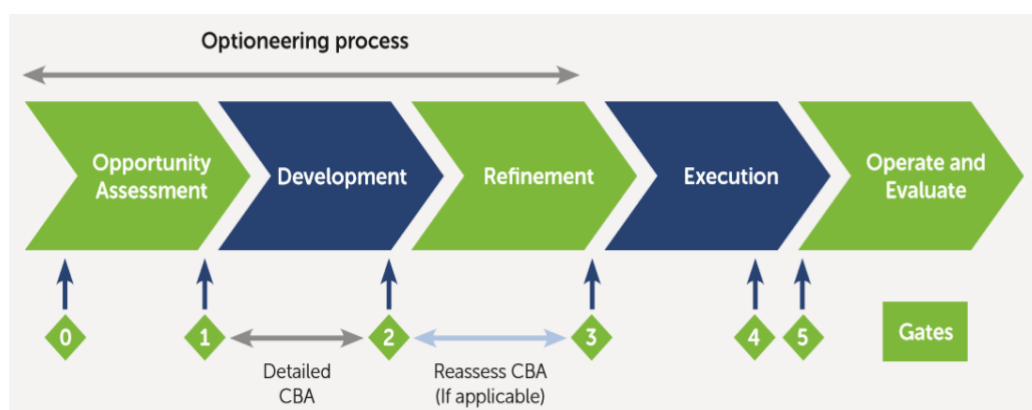 Optioneering process
Opportunity
Assessment
Development
Refinement
Execution
Operate and
Evaluate
0
1
2
3
4
5
Gates
Detailed
CBA
Reassess CBA
(If applicable)